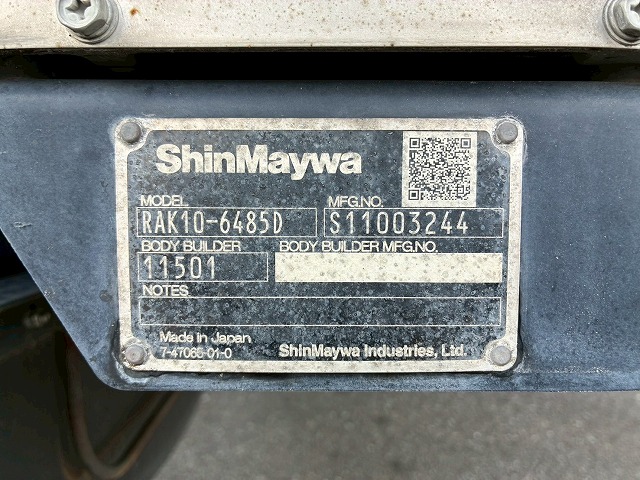 ShinMaywa
MODEL MFG.NO.
RAK10-6485D S11003244
BODY BUILDER BODY BUILDER MFG.NO.
11501
NOTES
Made in Japan
7-47065-01-0 ShinMaywa Industries, Ltd.